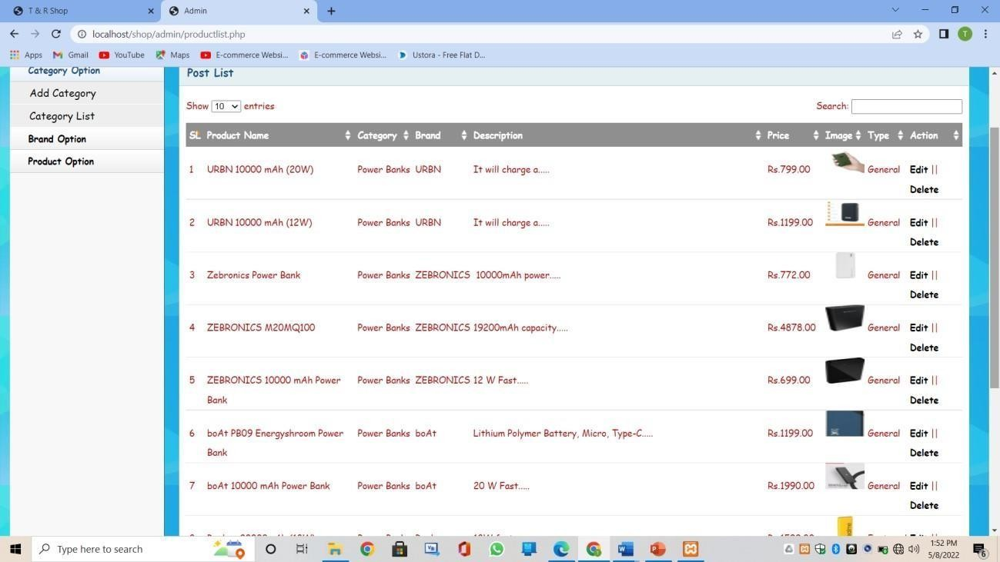 T & R Shop
Admin
localhost/shop/admin/productlist.php
T
Apps Gmail YouTube Maps E-commerce Websi... E-commerce Websi... Ustora - Free Flat D...
Category Option
Add Category
Category List
Brand Option
Product Option
Post List
Show 10 entries
Search:
SL Product Name Category Brand Description Price Image Type Action
1 URBN 10000 mAh (20W) Power Banks URBN It will charge a..... Rs.799.00 General Edit ||
Delete
2 URBN 10000 mAh (12W) Power Banks URBN It will charge a..... Rs.1199.00 General Edit ||
Delete
3 Zebronics Power Bank Power Banks ZEBRONICS 10000mAh power..... Rs.772.00 General Edit ||
Delete
4 ZEBRONICS M20MQ100 Power Banks ZEBRONICS 19200mAh capacity..... Rs.4878.00 General Edit ||
Delete
5 ZEBRONICS 10000 mAh Power Power Banks ZEBRONICS 12 W Fast..... Rs.699.00 General Edit ||
Bank Delete
6 boAt PB09 Energyshroom Power Power Banks boAt Lithium Polymer Battery, Micro, Type-C..... Rs.1199.00 General Edit ||
Bank Delete
7 boAt 10000 mAh Power Bank Power Banks boAt 20 W Fast..... Rs.1990.00 General Edit ||
Delete
Type here to search
1:52 PM
5/8/2022
6